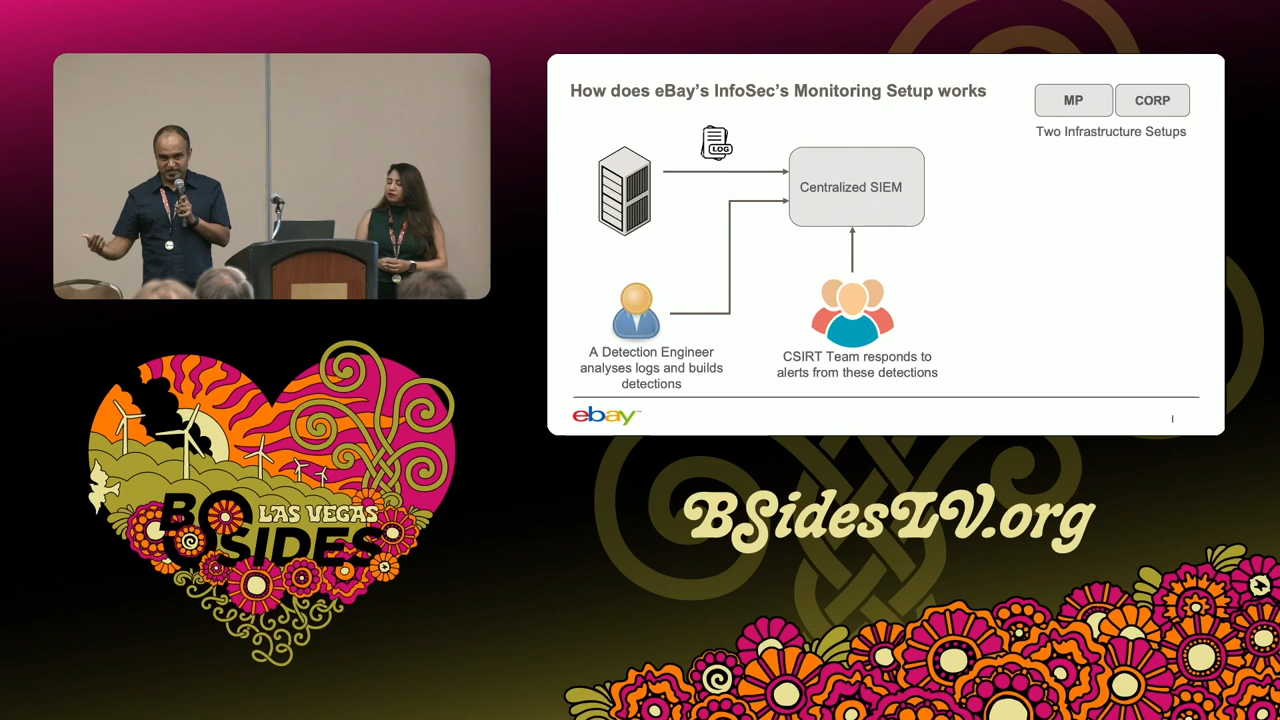 How does eBay's InfoSec's Monitoring Setup works
MP
CORP
Two Infrastructure Setups
LOG
Centralized SIEM
A Detection Engineer
analyses logs and builds
detections
CSIRT Team responds to
alerts from these detections
ebay
BSIDES
LAS VEGAS
BSidesLV.org